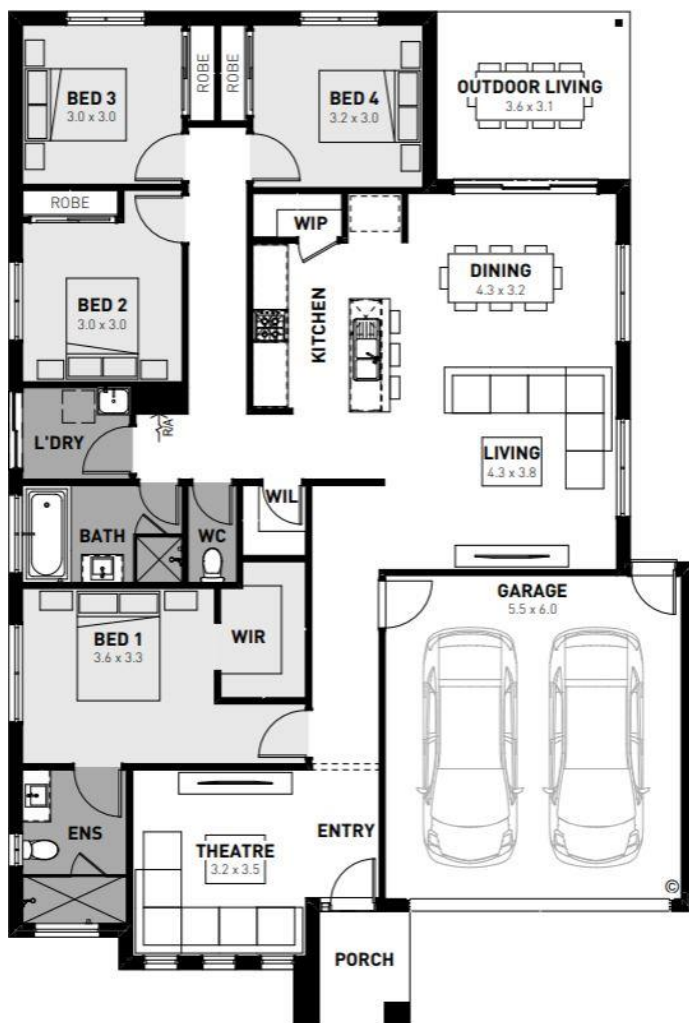 BED 3
3.0 x 3.0
ROBE
ROBE
BED 4
3.2 x 3.0
OUTDOOR LIVING
3.6 x 3.1
ROBE
WIP
DINING
4.3 x 3.2
BED 2
3.0 x 3.0
KITCHEN
L'DRY
R/A
LIVING
4.3 x 3.8
WIL
BATH
WC
GARAGE
5.5 x 6.0
BED 1
3.6 x 3.3
WIR
ENS
THEATRE
3.2 x 3.5
ENTRY
©
PORCH